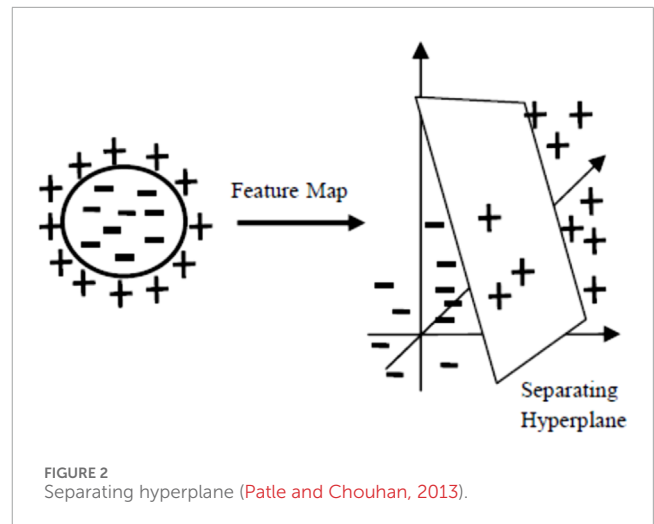 Feature Map
Separating
Hyperplane
FIGURE 2
Separating hyperplane (Patle and Chouhan, 2013).